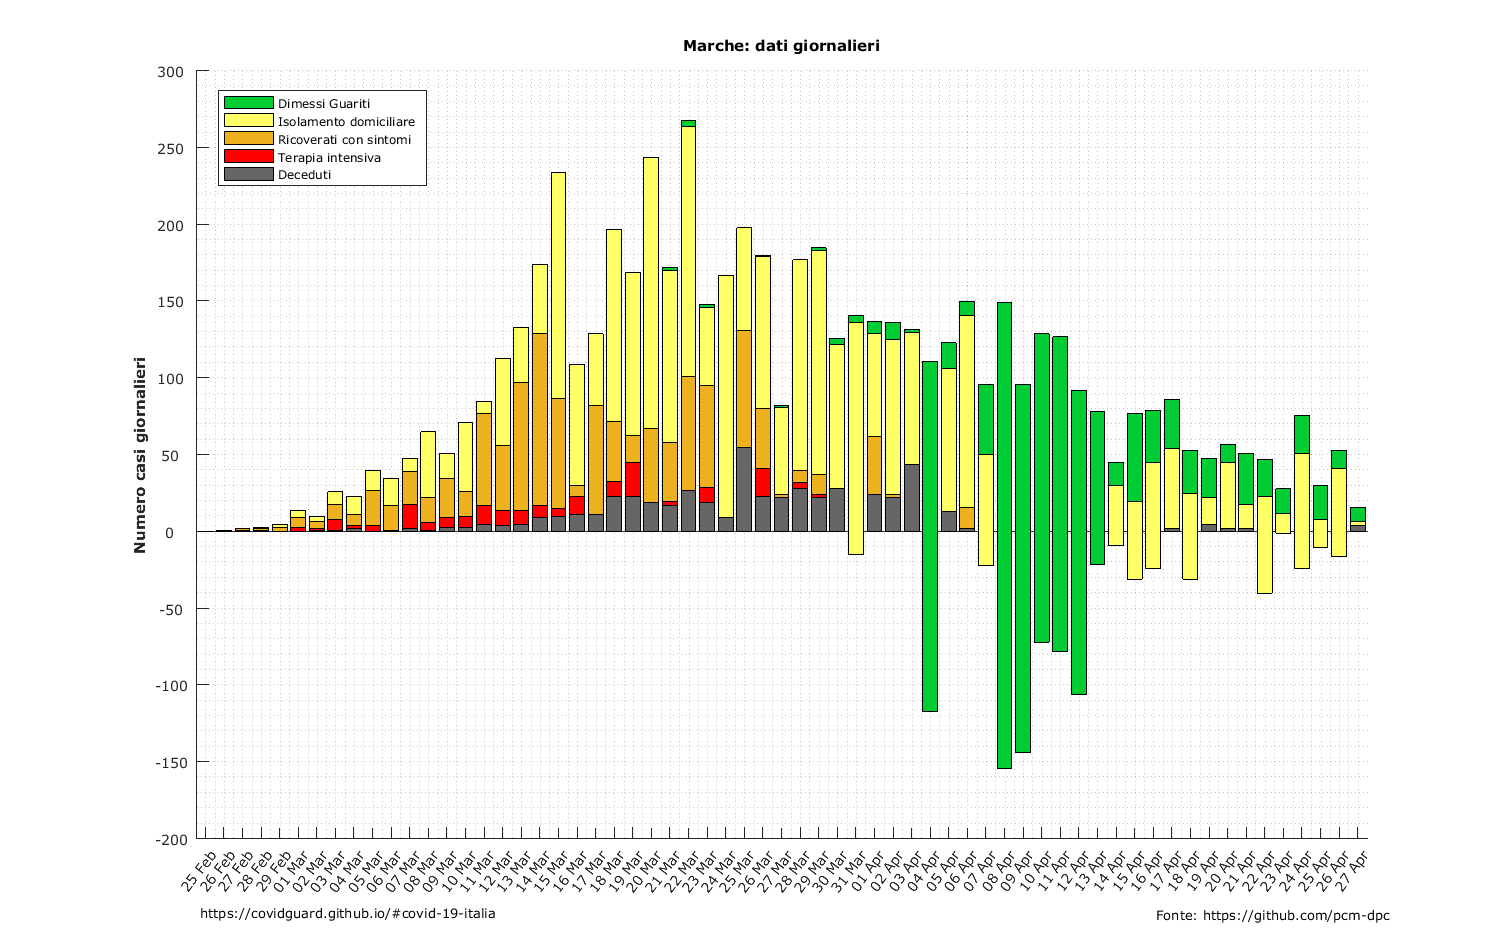 Marche: dati giornalieri
Dimessi Guariti
Isolamento domiciliare
Ricoverati con sintomi
Terapia intensiva
Deceduti
Numero casi giornalieri
300
250
200
150
100
50
0
-50
-100
-150
-200
25 Feb
26 Feb
27 Feb
28 Feb
29 Feb
01 Mar
02 Mar
03 Mar
04 Mar
05 Mar
06 Mar
07 Mar
08 Mar
09 Mar
10 Mar
11 Mar
12 Mar
13 Mar
14 Mar
15 Mar
16 Mar
17 Mar
18 Mar
19 Mar
20 Mar
21 Mar
22 Mar
23 Mar
24 Mar
25 Mar
26 Mar
27 Mar
28 Mar
29 Mar
30 Mar
31 Mar
01 Apr
02 Apr
03 Apr
04 Apr
05 Apr
06 Apr
07 Apr
08 Apr
09 Apr
10 Apr
11 Apr
12 Apr
13 Apr
14 Apr
15 Apr
16 Apr
17 Apr
18 Apr
19 Apr
20 Apr
21 Apr
22 Apr
23 Apr
24 Apr
25 Apr
26 Apr
27 Apr
https://covidguard.github.io/#covid-19-italia
Fonte: https://github.com/pcm-dpc